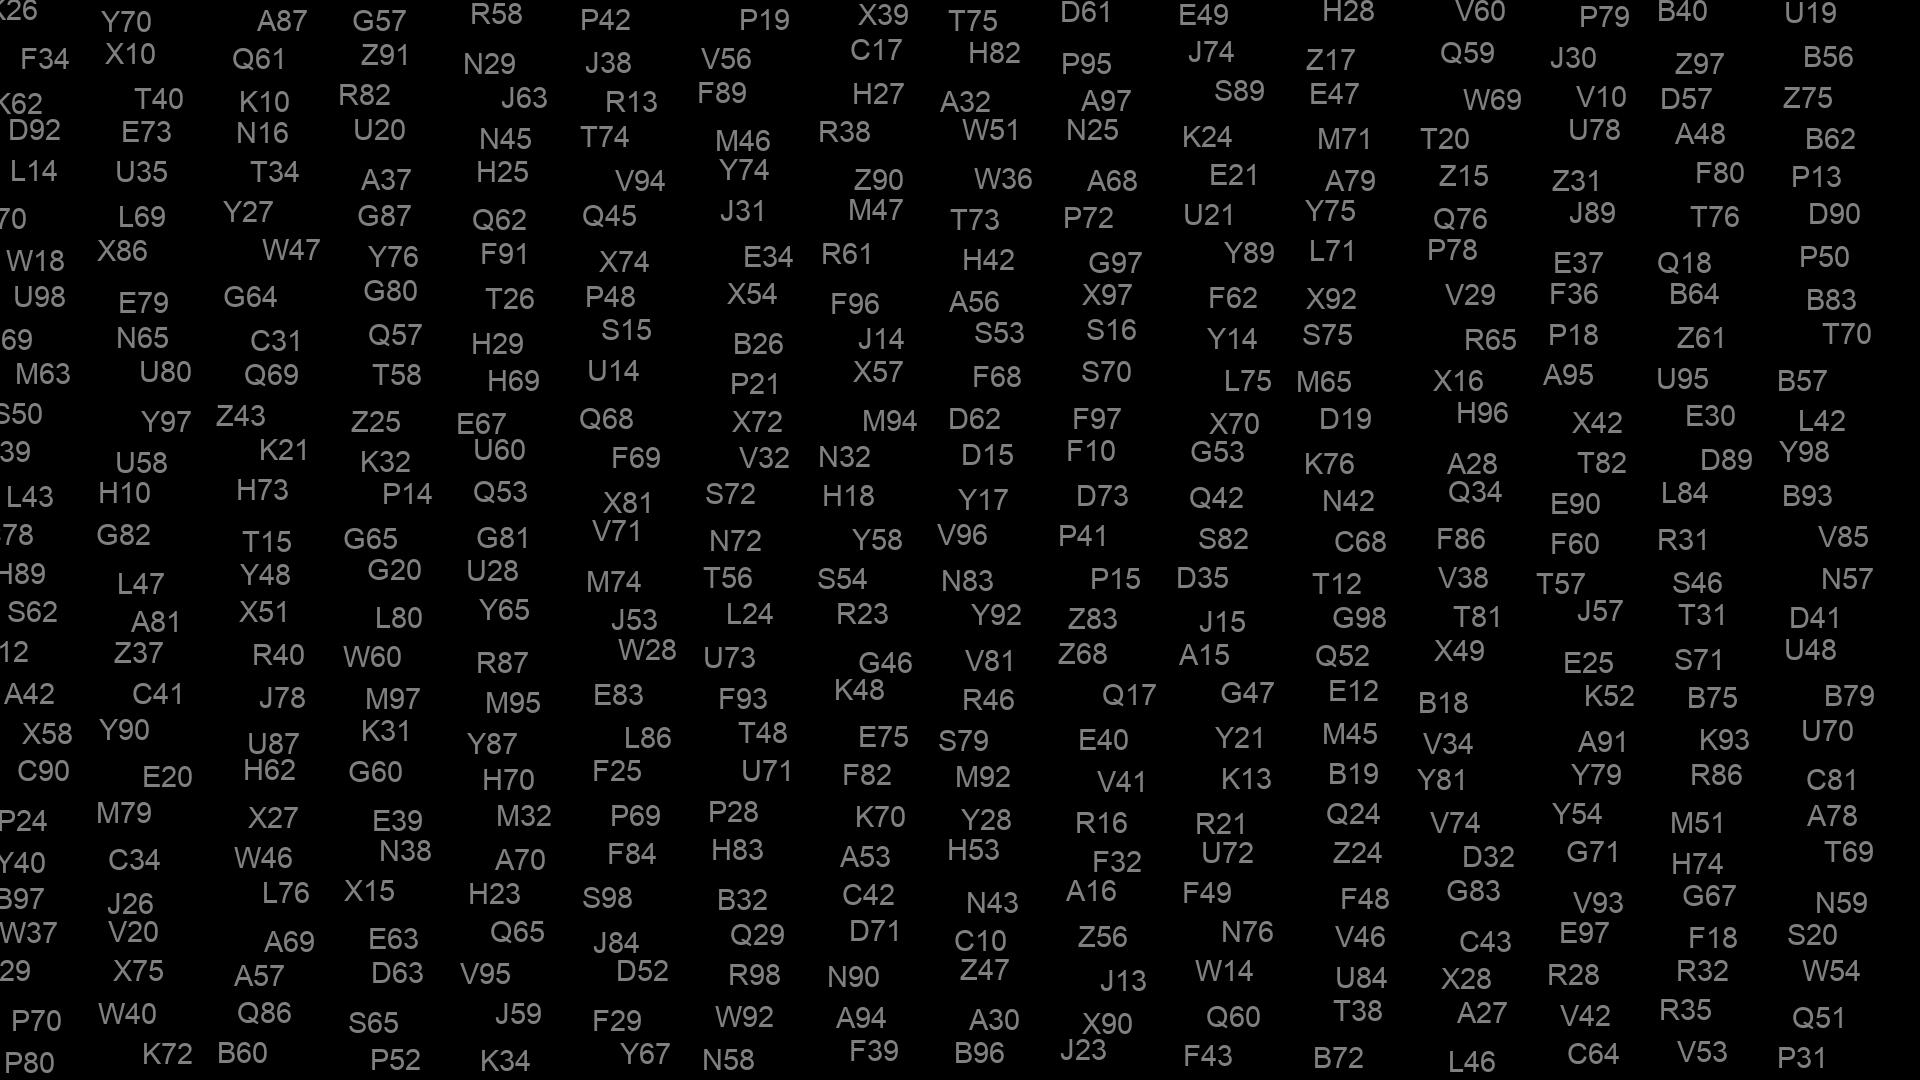 K26 Y70 A87 G57 R58 P42 P19 X39 T75 D61 E49 H28 V60 P79 B40 U19
F34 X10 Q61 Z91 N29 J38 V56 C17 H82 P95 J74 Z17 Q59 J30 Z97 B56
K62 T40 K10 R82 J63 R13 F89 H27 A32 A97 S89 E47 W69 V10 D57 Z75
D92 E73 N16 U20 N45 T74 M46 R38 W51 N25 K24 M71 T20 U78 A48 B62
L14 U35 T34 A37 H25 V94 Y74 Z90 W36 A68 E21 A79 Z15 Z31 F80 P13
70 L69 Y27 G87 Q62 Q45 J31 M47 T73 P72 U21 Y75 Q76 J89 T76 D90
W18 X86 W47 Y76 F91 X74 E34 R61 H42 G97 Y89 L71 P78 E37 Q18 P50
U98 E79 G64 G80 T26 P48 X54 F96 A56 X97 F62 X92 V29 F36 B64 B83
69 N65 C31 Q57 H29 S15 B26 J14 S53 S16 Y14 S75 R65 P18 Z61 T70
M63 U80 Q69 T58 H69 U14 P21 X57 F68 S70 L75 M65 X16 A95 U95 B57
S50 Y97 Z43 Z25 E67 Q68 X72 M94 D62 F97 X70 D19 H96 X42 E30 L42
39 U58 K21 K32 U60 F69 V32 N32 D15 F10 G53 K76 A28 T82 D89 Y98
L43 H10 H73 P14 Q53 X81 S72 H18 Y17 D73 Q42 N42 Q34 E90 L84 B93
78 G82 T15 G65 G81 V71 N72 Y58 V96 P41 S82 C68 F86 F60 R31 V85
H89 L47 Y48 G20 U28 M74 T56 S54 N83 P15 D35 T12 V38 T57 S46 N57
S62 A81 X51 L80 Y65 J53 L24 R23 Y92 Z83 J15 G98 T81 J57 T31 D41
12 Z37 R40 W60 R87 W28 U73 G46 V81 Z68 A15 Q52 X49 E25 S71 U48
A42 C41 J78 M97 M95 E83 F93 K48 R46 Q17 G47 E12 B18 K52 B75 B79
X58 Y90 U87 K31 Y87 L86 T48 E75 S79 E40 Y21 M45 V34 A91 K93 U70
C90 E20 H62 G60 H70 F25 U71 F82 M92 V41 K13 B19 Y81 Y79 R86 C81
P24 M79 X27 E39 M32 P69 P28 K70 Y28 R16 R21 Q24 V74 Y54 M51 A78
Y40 C34 W46 N38 A70 F84 H83 A53 H53 F32 U72 Z24 D32 G71 H74 T69
B97 J26 L76 X15 H23 S98 B32 C42 N43 A16 F49 F48 G83 V93 G67 N59
W37 V20 A69 E63 Q65 J84 Q29 D71 C10 Z56 N76 V46 C43 E97 F18 S20
29 X75 A57 D63 V95 D52 R98 N90 Z47 J13 W14 U84 X28 R28 R32 W54
P70 W40 Q86 S65 J59 F29 W92 A94 A30 X90 Q60 T38 A27 V42 R35 Q51
P80 K72 B60 P52 K34 Y67 N58 F39 B96 J23 F43 B72 L46 C64 V53 P31